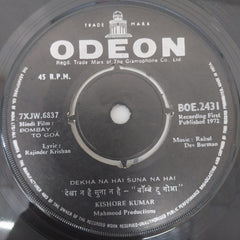 TRADE MARK
ODEON
Regd. Trade Mark of The Gramophone Co. Ltd.
45 R.P.M.
7XJW.6837
Hindi Film:
BOMBAY
TO GOA
Lyric:
Rajinder Krishan
BOE.2431
Recording First
Published 1972
Music: Rahul
Dev Burman
DEKHA NA HAI SUNA NA HAI
देखा न है सुना न है - "बॉम्बे टू गोआ"
KISHORE KUMAR
Mahmood Productions